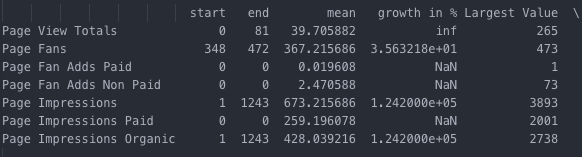 start end mean growth in % Largest Value \
Page View Totals 0 81 39.705882 inf 265
Page Fans 348 472 367.215686 3.563218e+01 473
Page Fan Adds Paid 0 0 0.019608 NaN 1
Page Fan Adds Non Paid 0 0 2.470588 NaN 73
Page Impressions 1 1243 673.215686 1.242000e+05 3893
Page Impressions Paid 0 0 259.196078 NaN 2001
Page Impressions Organic 1 1243 428.039216 1.242000e+05 2738